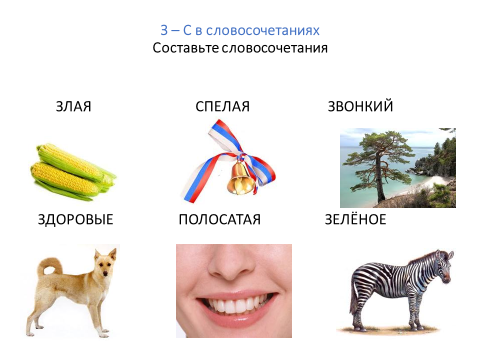 З – С в словосочетаниях
Составьте словосочетания
ЗЛАЯ СПЕЛАЯ ЗВОНКИЙ
ЗДОРОВЫЕ ПОЛОСАТАЯ ЗЕЛЁНОЕ